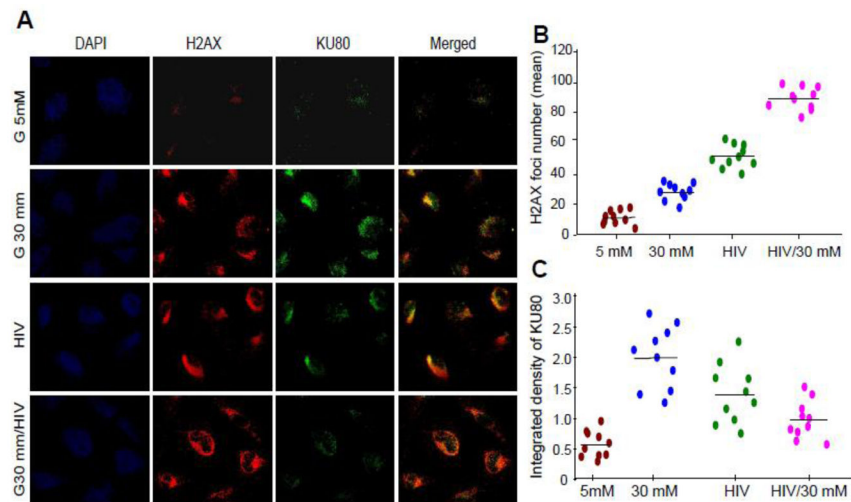 A
DAPI H2AX KU80 Merged
G 5mM
G 30 mm
HIV
G30 mm/HIV
B
H2AX foci number (mean)
120
100
80
60
40
20
0
5 mM 30 mM HIV HIV/30 mM
C
Integrated density of KU80
3.0
2.5
2.0
1.5
1.0
0.5
0
5mM 30 mM HIV HIV/30 mM